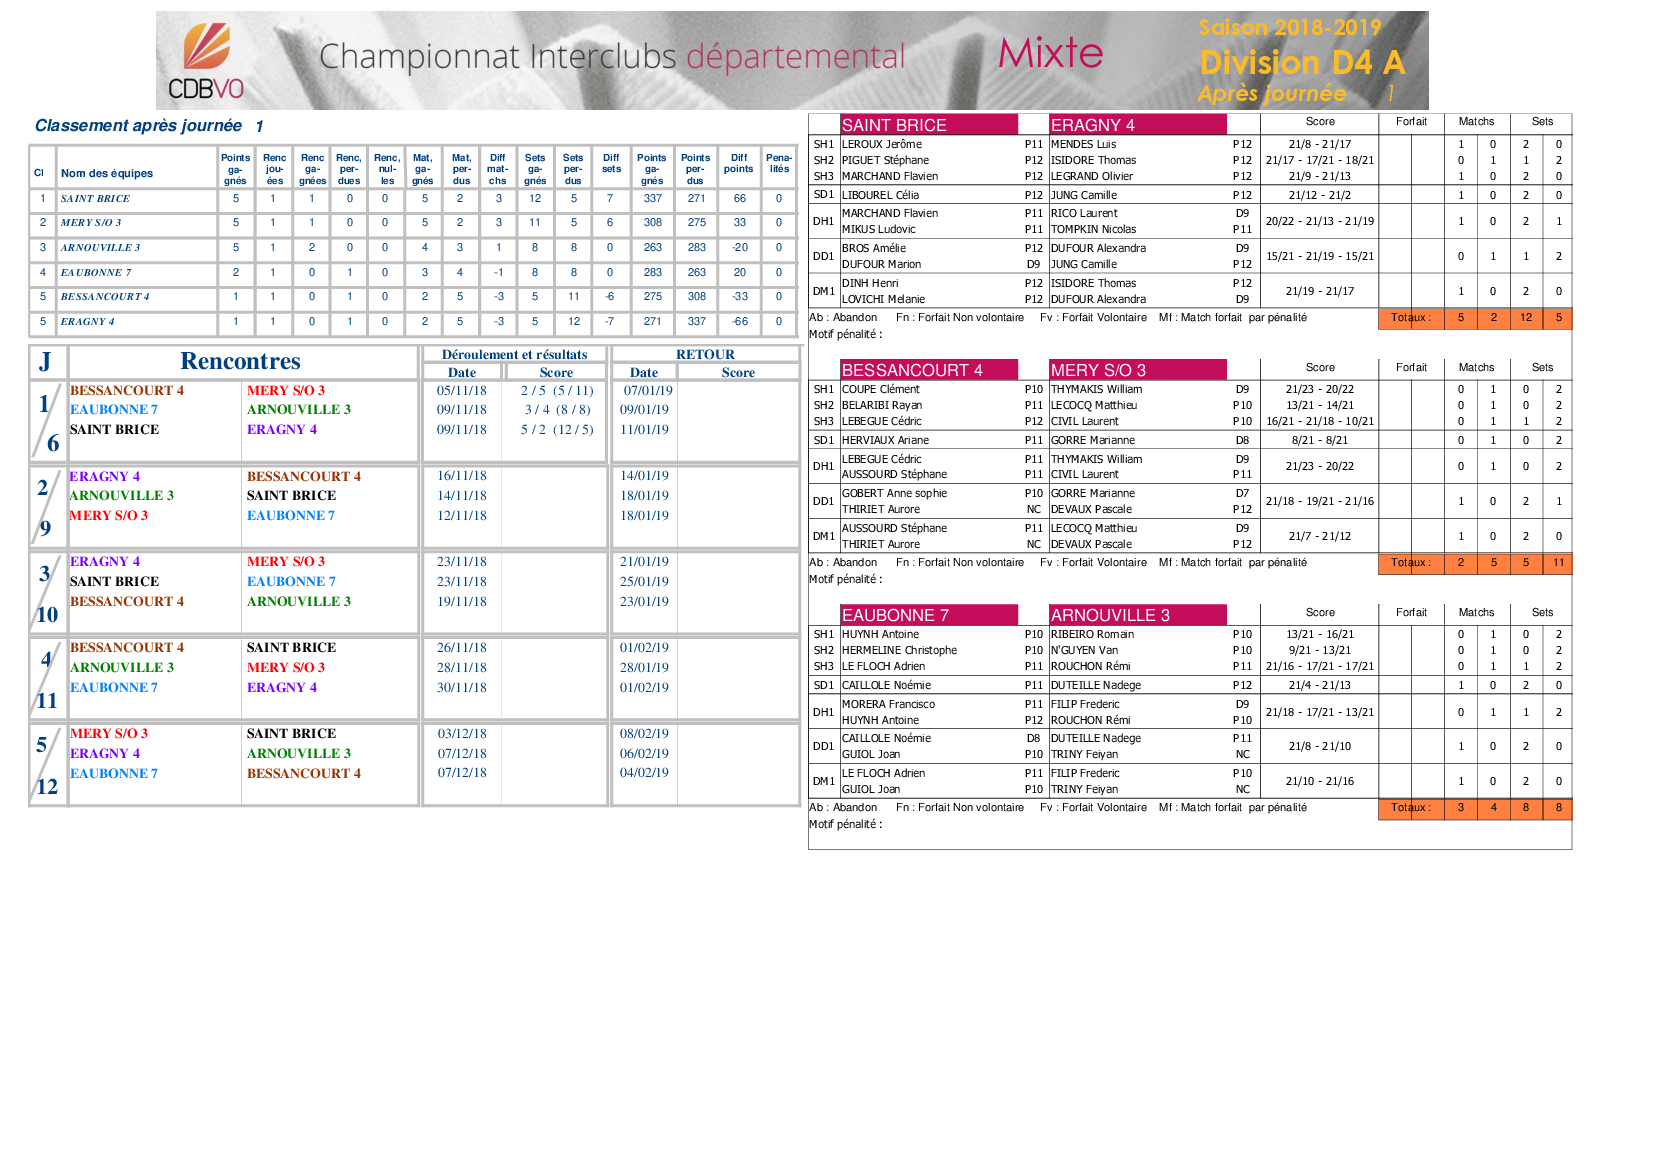 CDBVO
Championnat Interclubs départemental Mixte
Saison 2018-2019
Division D4 A
Après journée 1
Classement après journée 1
Cl Nom des équipes Points ga-gnés Renc jou-ées Renc ga-gnées Renc, per-dues Renc, nul-les Mat, ga-gnés Mat, per-dus Diff mat-chs Sets ga-gnés Sets per-dus Diff sets Points ga-gnés Points per-dus Diff points Pena-lités
1 SAINT BRICE 5 1 1 0 0 5 2 3 12 5 7 337 271 66 0
2 MERY S/O 3 5 1 1 0 0 5 2 3 11 5 6 308 275 33 0
3 ARNOUVILLE 3 5 1 2 0 0 4 3 1 8 8 0 263 283 -20 0
4 EAUBONNE 7 2 1 0 1 0 3 4 -1 8 8 0 283 263 20 0
5 BESSANCOURT 4 1 1 0 1 0 2 5 -3 5 11 -6 275 308 -33 0
5 ERAGNY 4 1 1 0 1 0 2 5 -3 5 12 -7 271 337 -66 0
J Rencontres Déroulement et résultats RETOUR
Date Score Date Score
1/6
BESSANCOURT 4 MERY S/O 3 05/11/18 2 / 5 (5 / 11) 07/01/19
EAUBONNE 7 ARNOUVILLE 3 09/11/18 3 / 4 (8 / 8) 09/01/19
SAINT BRICE ERAGNY 4 09/11/18 5 / 2 (12 / 5) 11/01/19
2/9
ERAGNY 4 BESSANCOURT 4 16/11/18 14/01/19
ARNOUVILLE 3 SAINT BRICE 14/11/18 18/01/19
MERY S/O 3 EAUBONNE 7 12/11/18 18/01/19
3/10
ERAGNY 4 MERY S/O 3 23/11/18 21/01/19
SAINT BRICE EAUBONNE 7 23/11/18 25/01/19
BESSANCOURT 4 ARNOUVILLE 3 19/11/18 23/01/19
4/11
BESSANCOURT 4 SAINT BRICE 26/11/18 01/02/19
ARNOUVILLE 3 MERY S/O 3 28/11/18 28/01/19
EAUBONNE 7 ERAGNY 4 30/11/18 01/02/19
5/12
MERY S/O 3 SAINT BRICE 03/12/18 08/02/19
ERAGNY 4 ARNOUVILLE 3 07/12/18 06/02/19
EAUBONNE 7 BESSANCOURT 4 07/12/18 04/02/19
SAINT BRICE ERAGNY 4 Score Forfait Matchs Sets
SH1 LEROUX Jerôme P11 MENDES Luis P12 21/8 - 21/17 1 0 2 0
SH2 PIGUET Stéphane P12 ISIDORE Thomas P12 21/17 - 17/21 - 18/21 0 1 1 2
SH3 MARCHAND Flavien P12 LEGRAND Olivier P12 21/9 - 21/13 1 0 2 0
SD1 LIBOUREL Célia P12 JUNG Camille P12 21/12 - 21/2 1 0 2 0
DH1 MARCHAND Flavien P11 RICO Laurent D9 20/22 - 21/13 - 21/19 1 0 2 1
MIKUS Ludovic P11 TOMPKIN Nicolas P11
DD1 BROS Amélie P12 DUFOUR Alexandra D9 15/21 - 21/19 - 15/21 0 1 1 2
DUFOUR Marion D9 JUNG Camille P12
DM1 DINH Henri P12 ISIDORE Thomas P12 21/19 - 21/17 1 0 2 0
LOVICHI Melanie P12 DUFOUR Alexandra D9
Ab : Abandon Fn : Forfait Non volontaire Fv : Forfait Volontaire Mf : Match forfait par pénalité Totaux : 5 2 12 5
Motif pénalité :
BESSANCOURT 4 MERY S/O 3 Score Forfait Matchs Sets
SH1 COUPE Clément P10 THYMAKIS William D9 21/23 - 20/22 0 1 0 2
SH2 BELARIBI Rayan P11 LECOCQ Matthieu P10 13/21 - 14/21 0 1 0 2
SH3 LEBEGUE Cédric P12 CIVIL Laurent P10 16/21 - 21/18 - 10/21 0 1 1 2
SD1 HERVIAUX Ariane P11 GORRE Marianne D8 8/21 - 8/21 0 1 0 2
DH1 LEBEGUE Cédric P11 THYMAKIS William D9 21/23 - 20/22 0 1 0 2
AUSSOURD Stéphane P11 CIVIL Laurent P11
DD1 GOBERT Anne sophie P10 GORRE Marianne D7 21/18 - 19/21 - 21/16 1 0 2 1
THIRIET Aurore NC DEVAUX Pascale P12
DM1 AUSSOURD Stéphane P11 LECOCQ Matthieu D9 21/7 - 21/12 1 0 2 0
THIRIET Aurore NC DEVAUX Pascale P12
Ab : Abandon Fn : Forfait Non volontaire Fv : Forfait Volontaire Mf : Match forfait par pénalité Totaux : 2 5 5 11
Motif pénalité :
EAUBONNE 7 ARNOUVILLE 3 Score Forfait Matchs Sets
SH1 HUYNH Antoine P10 RIBEIRO Romain P10 13/21 - 16/21 0 1 0 2
SH2 HERMELINE Christophe P10 N'GUYEN Van P10 9/21 - 13/21 0 1 0 2
SH3 LE FLOCH Adrien P11 ROUCHON Rémi P11 21/16 - 17/21 - 17/21 0 1 1 2
SD1 CAILLOLE Noémie P11 DUTEILLE Nadege P12 21/4 - 21/13 1 0 2 0
DH1 MORERA Francisco P11 FILIP Frederic D9 21/18 - 17/21 - 13/21 0 1 1 2
HUYNH Antoine P12 ROUCHON Rémi P10
DD1 CAILLOLE Noémie D8 DUTEILLE Nadege P11 21/8 - 21/10 1 0 2 0
GUIOL Joan P10 TRINY Feiyan NC
DM1 LE FLOCH Adrien P11 FILIP Frederic P10 21/10 - 21/16 1 0 2 0
GUIOL Joan P10 TRINY Feiyan NC
Ab : Abandon Fn : Forfait Non volontaire Fv : Forfait Volontaire Mf : Match forfait par pénalité Totaux : 3 4 8 8
Motif pénalité :